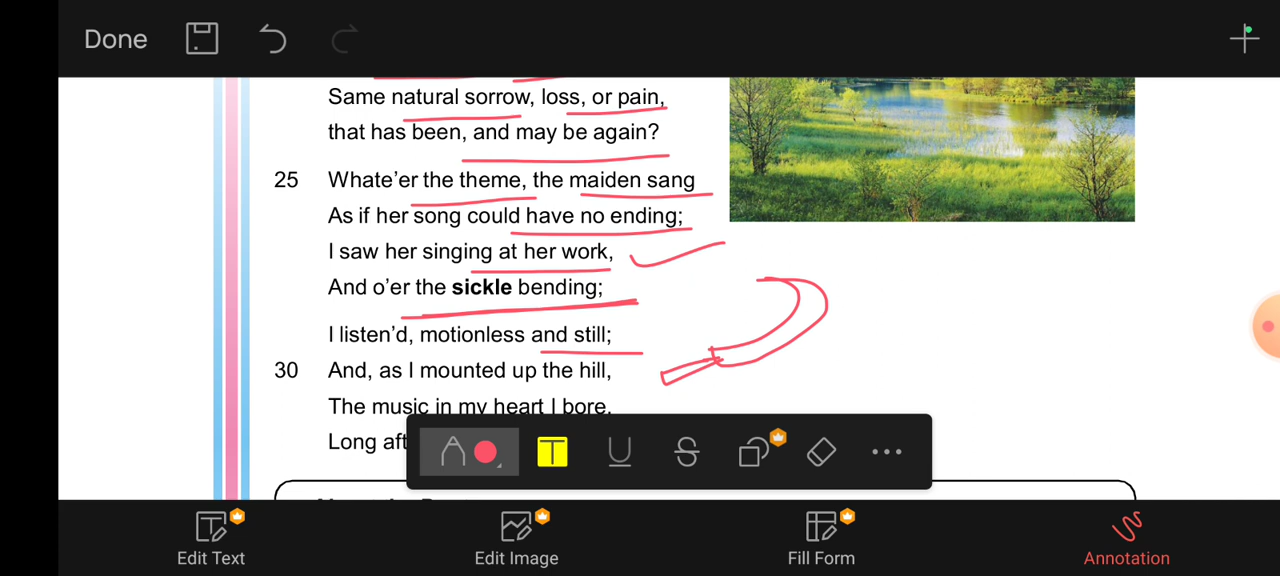 Done
Same natural sorrow, loss, or pain,
that has been, and may be again?
25 Whate'er the theme, the maiden sang
As if her song could have no ending;
I saw her singing at her work,
And o'er the sickle bending;
I listen'd, motionless and still;
30 And, as I mounted up the hill,
The music in my heart I bore,
Long aft
T U S
Edit Text Edit Image Fill Form Annotation